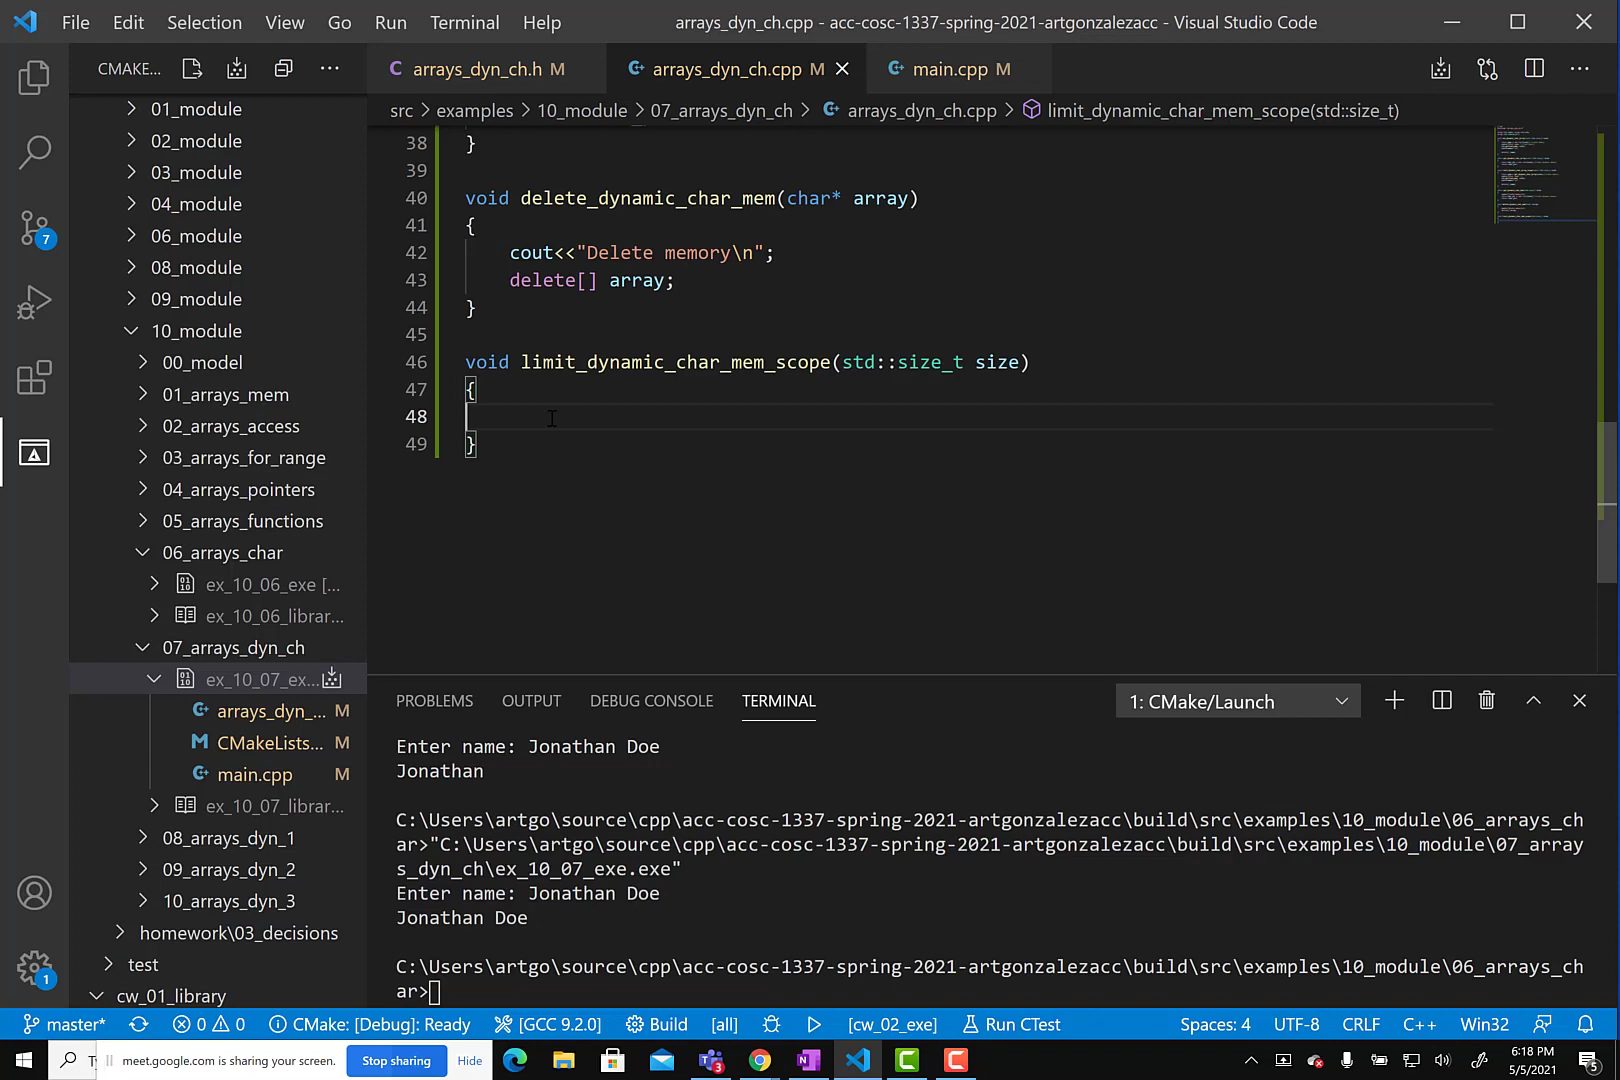 File Edit Selection View Go Run Terminal Help arrays_dyn_ch.cpp - acc-cosc-1337-spring-2021-artgonzalezacc - Visual Studio Code
CMAKE...
arrays_dyn_ch.h M arrays_dyn_ch.cpp M main.cpp M
src > examples > 10_module > 07_arrays_dyn_ch > arrays_dyn_ch.cpp > limit_dynamic_char_mem_scope(std::size_t)
01_module
02_module
03_module
04_module
06_module
08_module
09_module
10_module
00_model
01_arrays_mem
02_arrays_access
03_arrays_for_range
04_arrays_pointers
05_arrays_functions
06_arrays_char
ex_10_06_exe [...
ex_10_06_librar...
07_arrays_dyn_ch
ex_10_07_ex...
arrays_dyn_... M
CMakeLists... M
main.cpp M
ex_10_07_librar...
08_arrays_dyn_1
09_arrays_dyn_2
10_arrays_dyn_3
homework\03_decisions
test
cw_01_library
7
1
38 }
39
40 void delete_dynamic_char_mem(char* array)
41 {
42 cout<<"Delete memory\n";
43 delete[] array;
44 }
45
46 void limit_dynamic_char_mem_scope(std::size_t size)
47 {
48
49 }
PROBLEMS OUTPUT DEBUG CONSOLE TERMINAL 1: CMake/Launch
Enter name: Jonathan Doe
Jonathan
C:\Users\artgo\source\cpp\acc-cosc-1337-spring-2021-artgonzalezacc\build\src\examples\10_module\06_arrays_ch
ar>"C:\Users\artgo\source\cpp\acc-cosc-1337-spring-2021-artgonzalezacc\build\src\examples\10_module\07_array
s_dyn_ch\ex_10_07_exe.exe"
Enter name: Jonathan Doe
Jonathan Doe
C:\Users\artgo\source\cpp\acc-cosc-1337-spring-2021-artgonzalezacc\build\src\examples\10_module\06_arrays_ch
ar>
master* 0 0 CMake: [Debug]: Ready [GCC 9.2.0] Build [all] [cw_02_exe] Run CTest Spaces: 4 UTF-8 CRLF C++ Win32
meet.google.com is sharing your screen. Stop sharing Hide
3
6:18 PM
5/5/2021
5